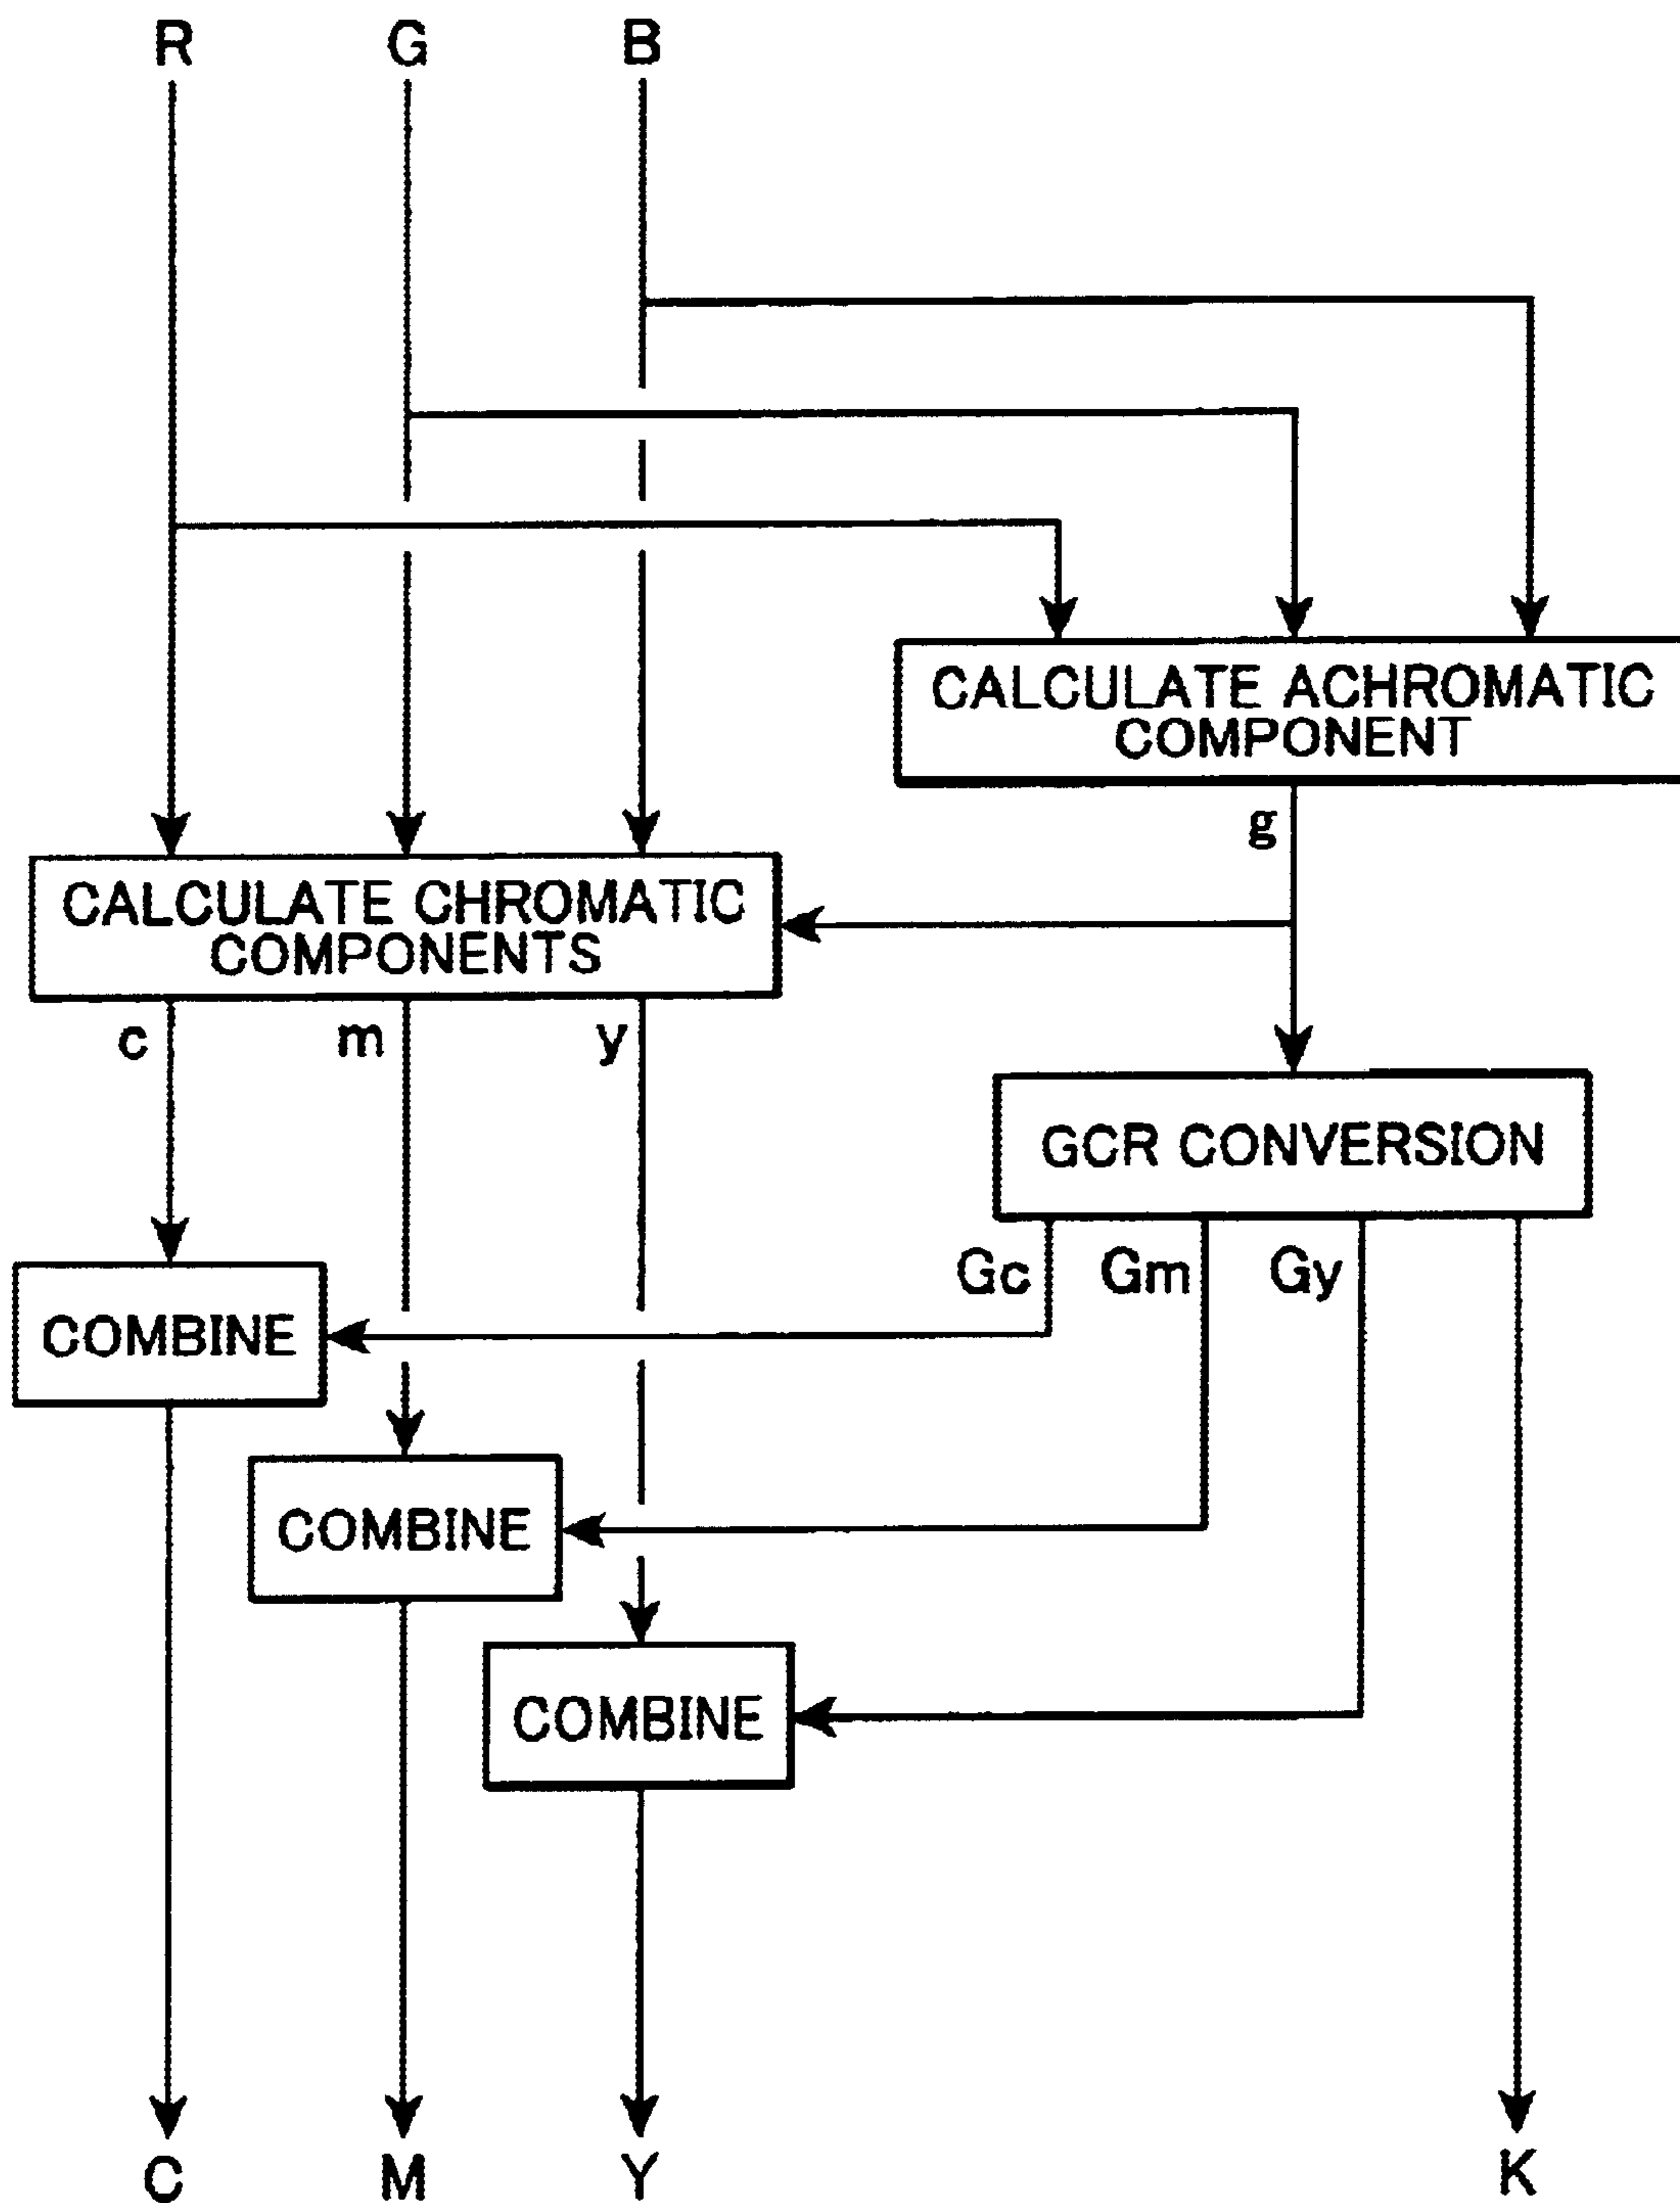 R G B
CALCULATE ACHROMATIC
COMPONENT
g
CALCULATE CHROMATIC
COMPONENTS
c m y
GCR CONVERSION
Gc Gm Gy
COMBINE
COMBINE
COMBINE
C M Y K